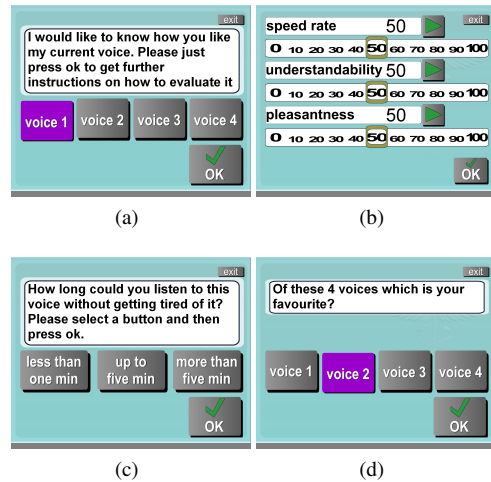 exit
I would like to know how you like
my current voice. Please just
press ok to get further
instructions on how to evaluate it
voice 1 voice 2 voice 3 voice 4
OK
(a)
exit
speed rate 50
0 10 20 30 40 50 60 70 80 90 100
understandability 50
0 10 20 30 40 50 60 70 80 90 100
pleasantness 50
0 10 20 30 40 50 60 70 80 90 100
OK
(b)
exit
How long could you listen to this
voice without getting tired of it?
Please select a button and then
press ok.
less than one min up to five min more than five min
OK
(c)
exit
Of these 4 voices which is your
favourite?
voice 1 voice 2 voice 3 voice 4
OK
(d)